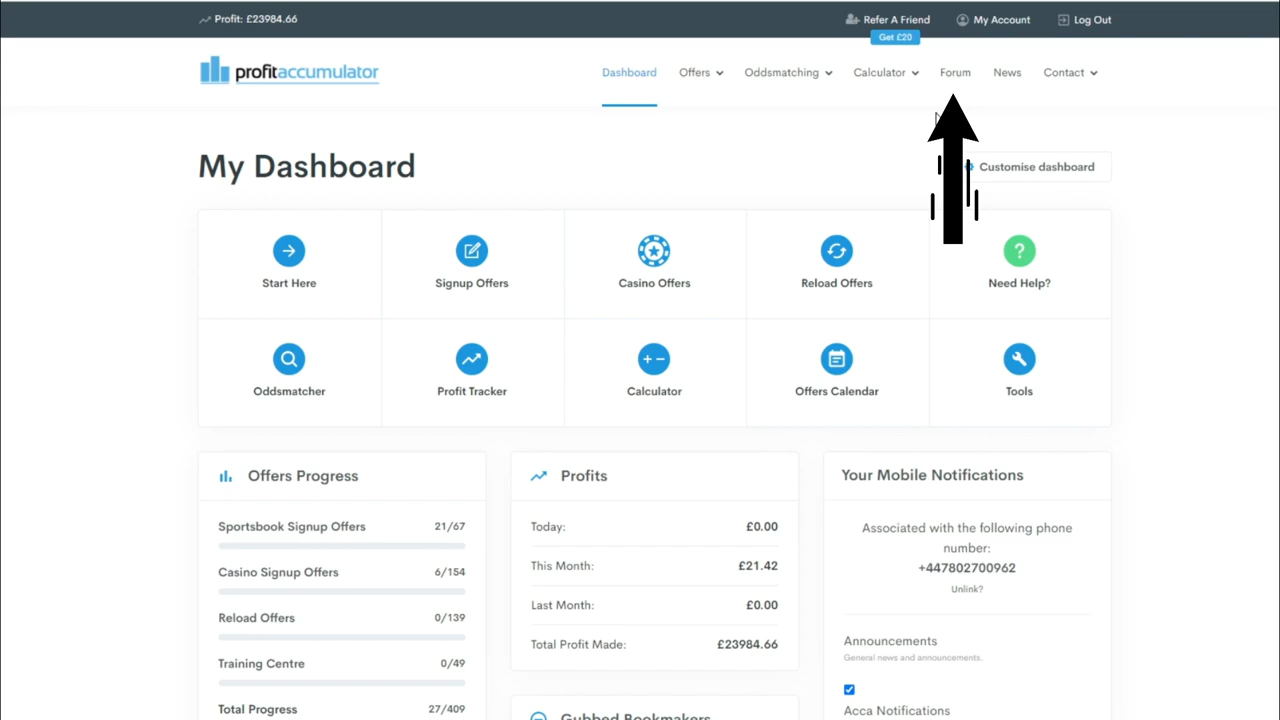 Profit: £23984.66
Refer A Friend
My Account
Log Out
Get £20
profitaccumulator
Dashboard
Offers
Oddsmatching
Calculator
Forum
News
Contact
My Dashboard
Customise dashboard
Start Here
Signup Offers
Casino Offers
Reload Offers
?
Need Help?
Oddsmatcher
Profit Tracker
+ −
Calculator
Offers Calendar
Tools
Offers Progress
Sportsbook Signup Offers 21/67
Casino Signup Offers 6/154
Reload Offers 0/139
Training Centre 0/49
Total Progress 27/409
Profits
Today: £0.00
This Month: £21.42
Last Month: £0.00
Total Profit Made: £23984.66
Gubbed Bookmakers
Your Mobile Notifications
Associated with the following phone
number:
+447802700962
Unlink?
Announcements
General news and announcements.
Acca Notifications